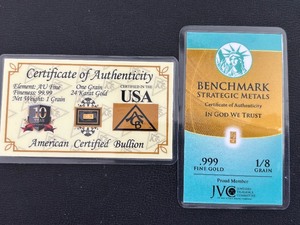 Certificate of Authenticity
Element: AU Fine
Fineness: 99.99
Net Weight: 1 Grain
One Grain
24 Karat Gold
CERTIFIED IN THE
USA
American Certified Bullion
BENCHMARK
STRATEGIC METALS
Certificate of Authenticity
IN GOD WE TRUST
.999
FINE GOLD
1/8
GRAIN
Proud Member
JVC